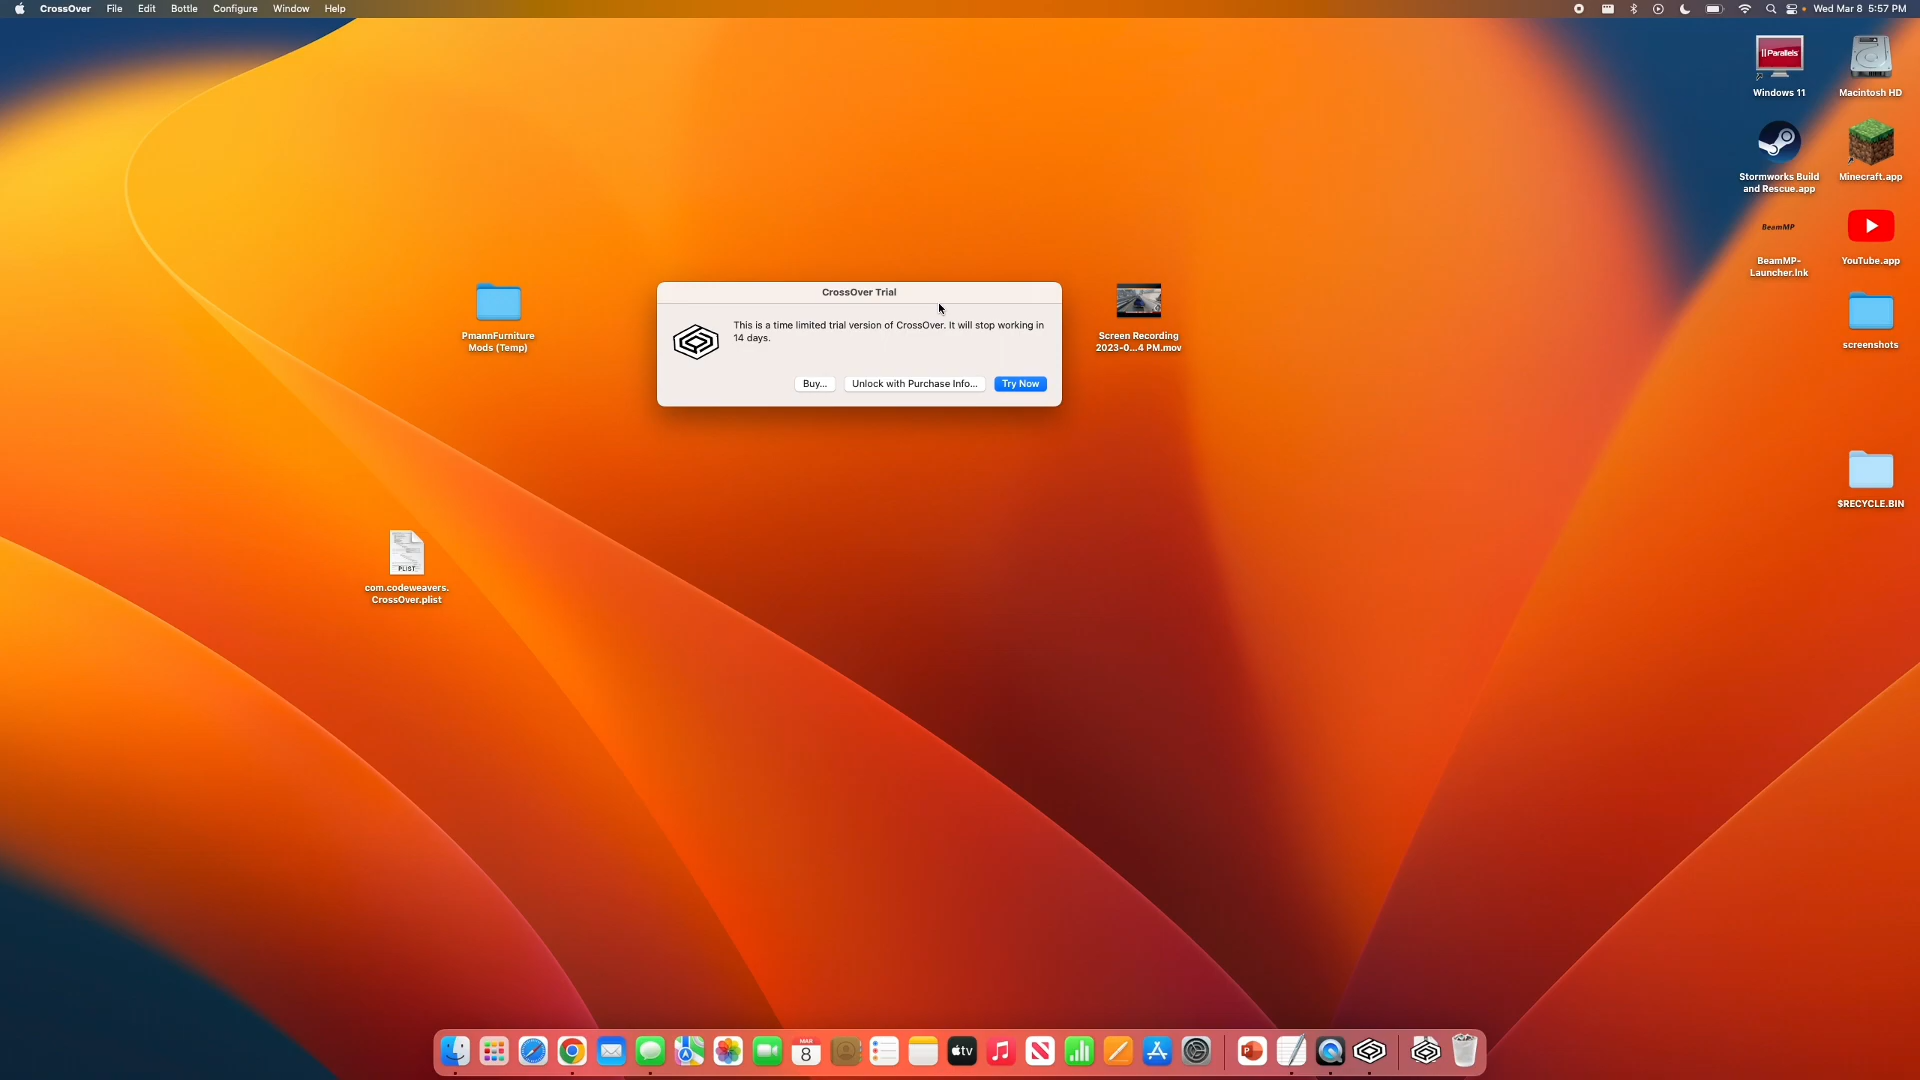 CrossOver File Edit Bottle Configure Window Help
Wed Mar 8 5:57 PM
Parallels
Windows 11
Macintosh HD
Stormworks Build
and Rescue.app
Minecraft.app
BeamMP
BeamMP-
Launcher.lnk
YouTube.app
screenshots
$RECYCLE.BIN
PmannFurniture
Mods (Temp)
CrossOver Trial
This is a time limited trial version of CrossOver. It will stop working in
14 days.
Buy...
Unlock with Purchase Info...
Try Now
Screen Recording
2023-0...4 PM.mov
PLIST
com.codeweavers.
CrossOver.plist
MAR
8
tv